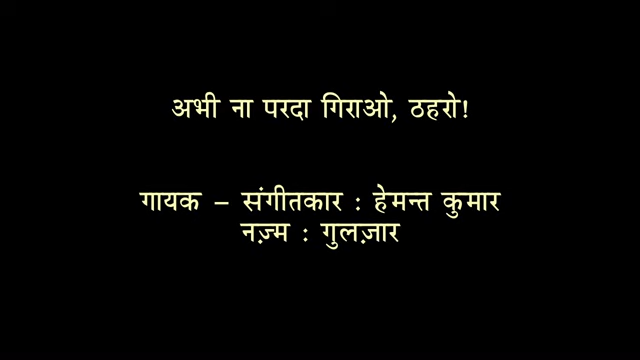 अभी ना परदा गिराओ, ठहरो!
गायक – संगीतकार : हेमन्त कुमार
नज़्म : गुलज़ार